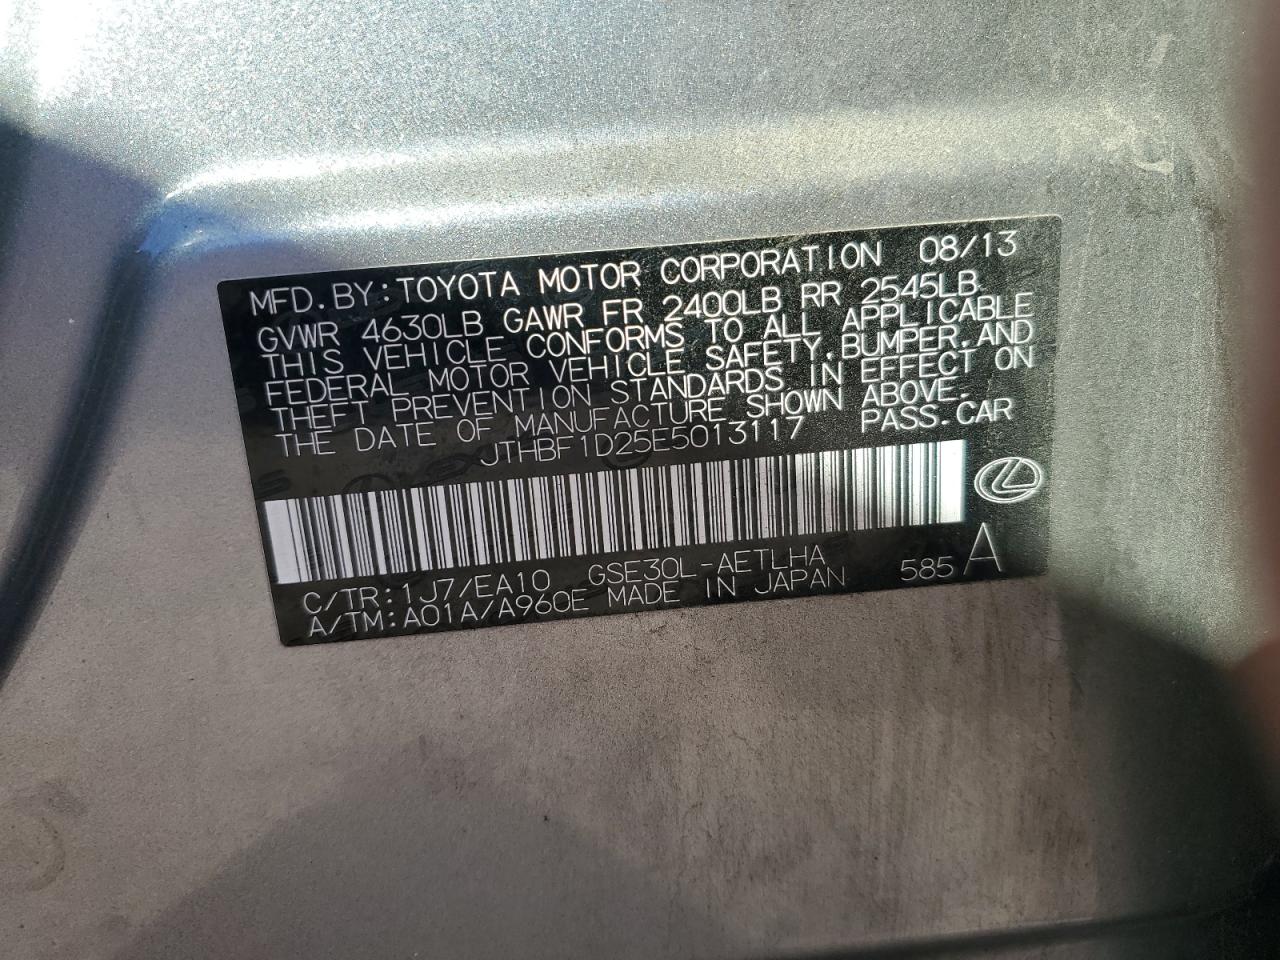 MFD.BY:TOYOTA MOTOR CORPORATION 08/13
GVWR 4630LB GAWR FR 2400LB RR 2545LB
THIS VEHICLE CONFORMS TO ALL APPLICABLE
FEDERAL MOTOR VEHICLE SAFETY,BUMPER,AND
THEFT PREVENTION STANDARDS IN EFFECT ON
THE DATE OF MANUFACTURE SHOWN ABOVE.
JTHBF1D25E5013117 PASS.CAR
C/TR:1J7/EA10 GSE30L-AETLHA
A/TM:A01A/A960E MADE IN JAPAN 585 A